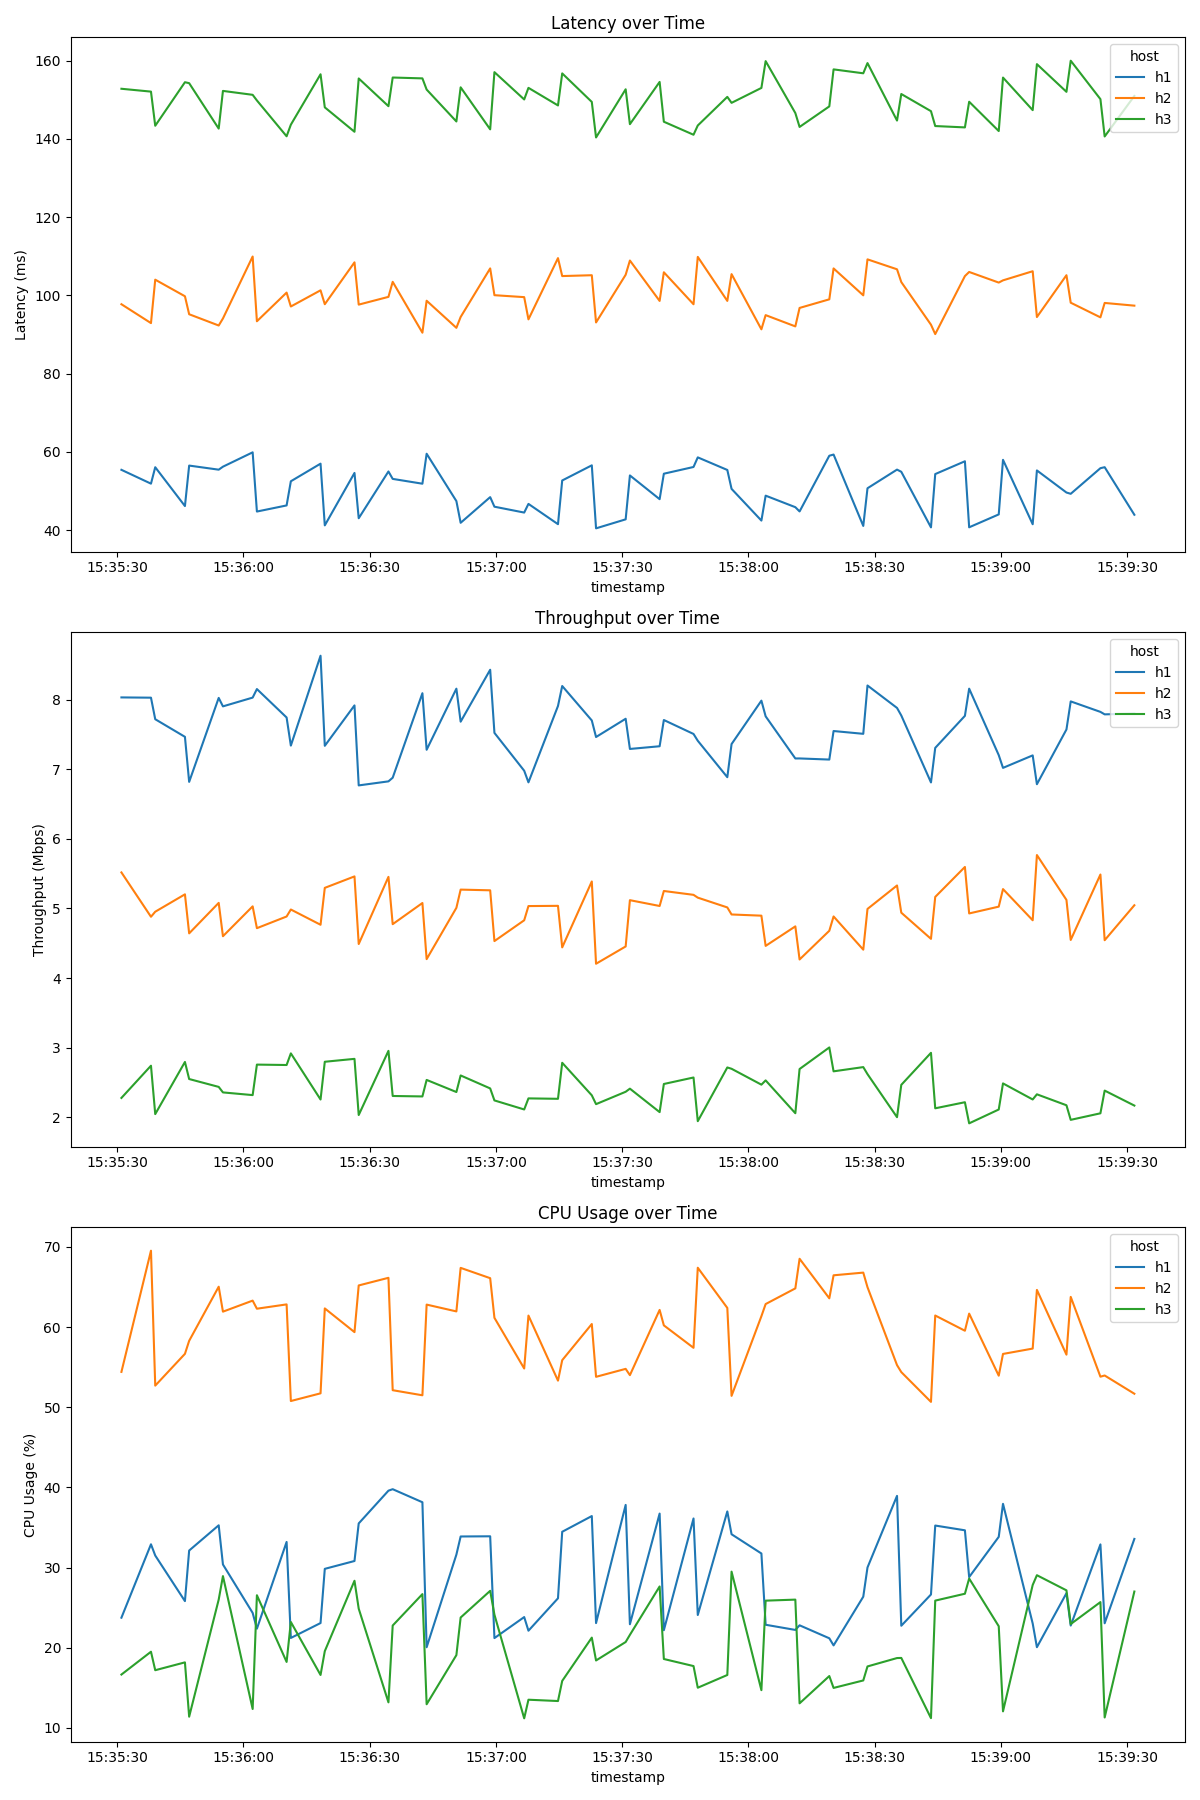 Latency over Time
host
h1
h2
h3
160
140
120
100
80
60
40
Latency (ms)
15:35:30 15:36:00 15:36:30 15:37:00 15:37:30 15:38:00 15:38:30 15:39:00 15:39:30
timestamp
Throughput over Time
host
h1
h2
h3
8
7
6
5
4
3
2
Throughput (Mbps)
15:35:30 15:36:00 15:36:30 15:37:00 15:37:30 15:38:00 15:38:30 15:39:00 15:39:30
timestamp
CPU Usage over Time
host
h1
h2
h3
70
60
50
40
30
20
10
CPU Usage (%)
15:35:30 15:36:00 15:36:30 15:37:00 15:37:30 15:38:00 15:38:30 15:39:00 15:39:30
timestamp